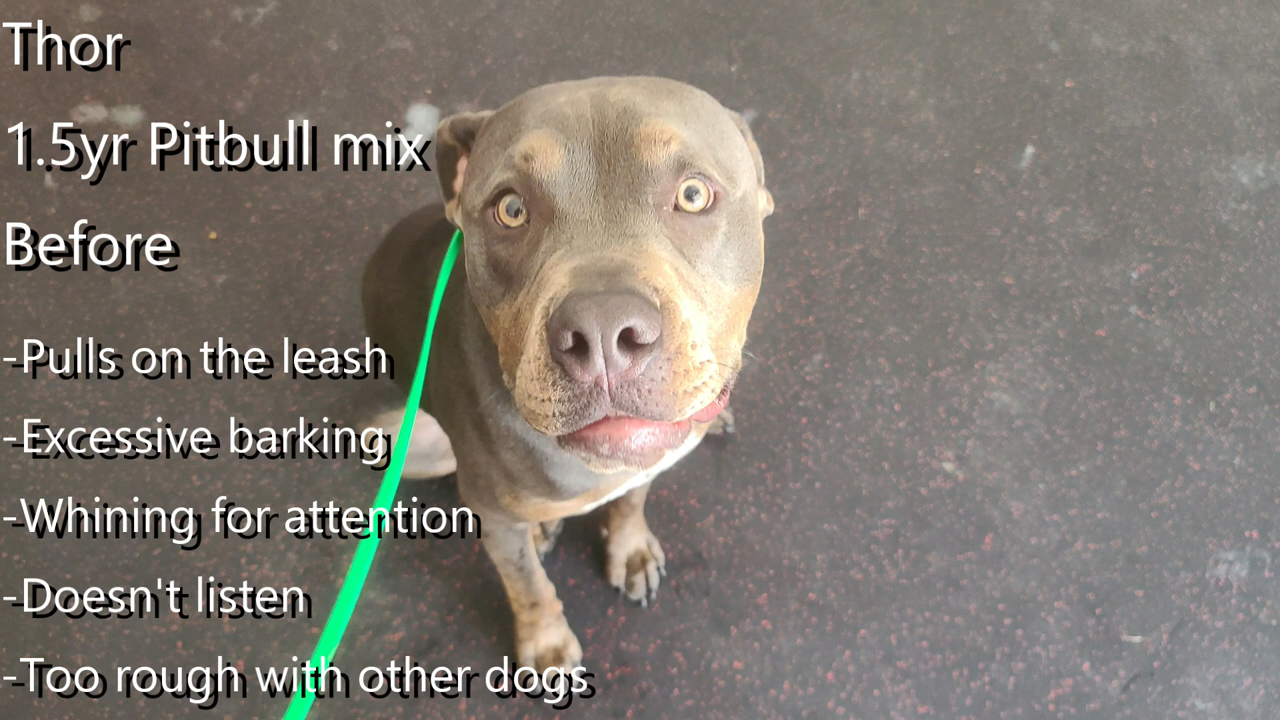 Thor
1.5yr Pitbull mix
Before
-Pulls on the leash
-Excessive barking
-Whining for attention
-Doesn't listen
-Too rough with other dogs